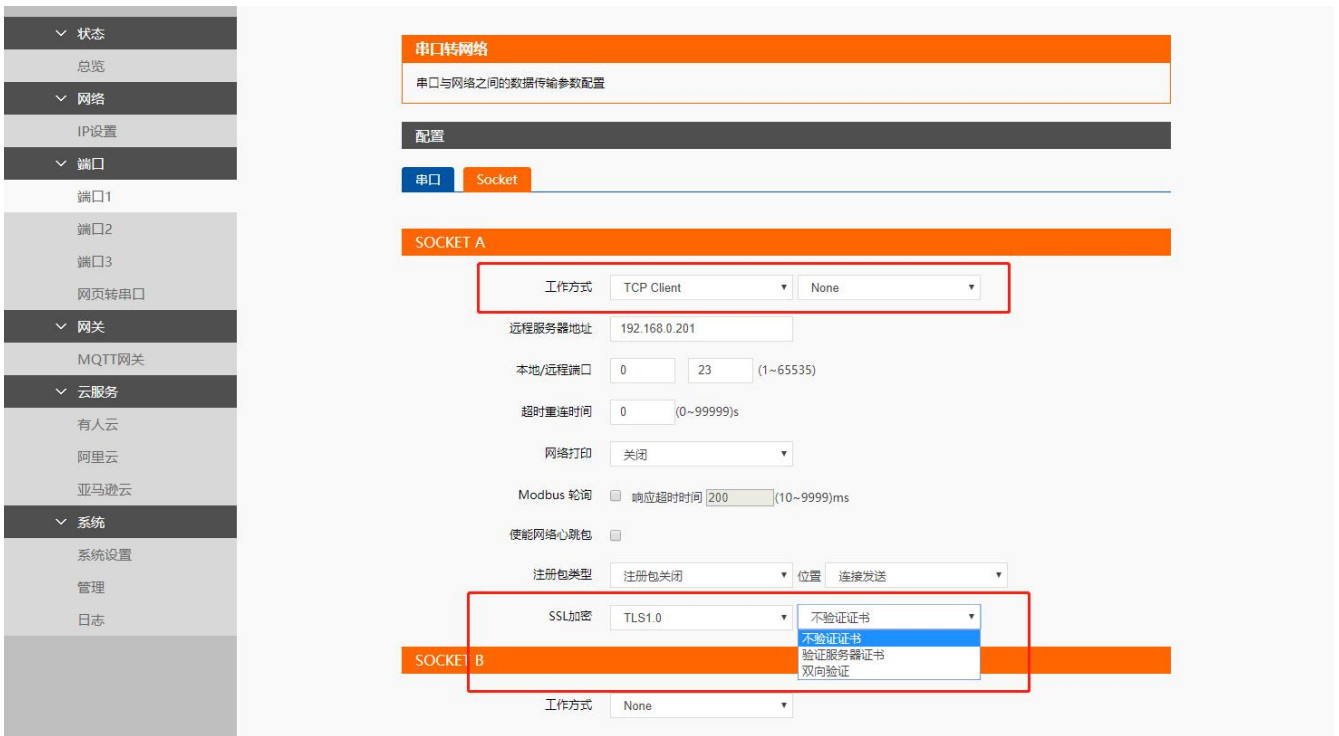 状态
总览
网络
IP设置
端口
端口1
端口2
端口3
网页转串口
网关
MQTT网关
云服务
有人云
阿里云
亚马逊云
系统
系统设置
管理
日志
串口转网络
串口与网络之间的数据传输参数配置
配置
串口 Socket
SOCKET A
工作方式 TCP Client None
远程服务器地址 192.168.0.201
本地/远程端口 0 23 (1~65535)
超时重连时间 0 (0~99999)s
网络打印 关闭
Modbus 轮询 响应超时时间 200 (10~9999)ms
使能网络心跳包
注册包类型 注册包关闭 位置 连接发送
SSL加密 TLS1.0 不验证证书
不验证证书
验证服务器证书
双向验证
SOCKET B
工作方式 None